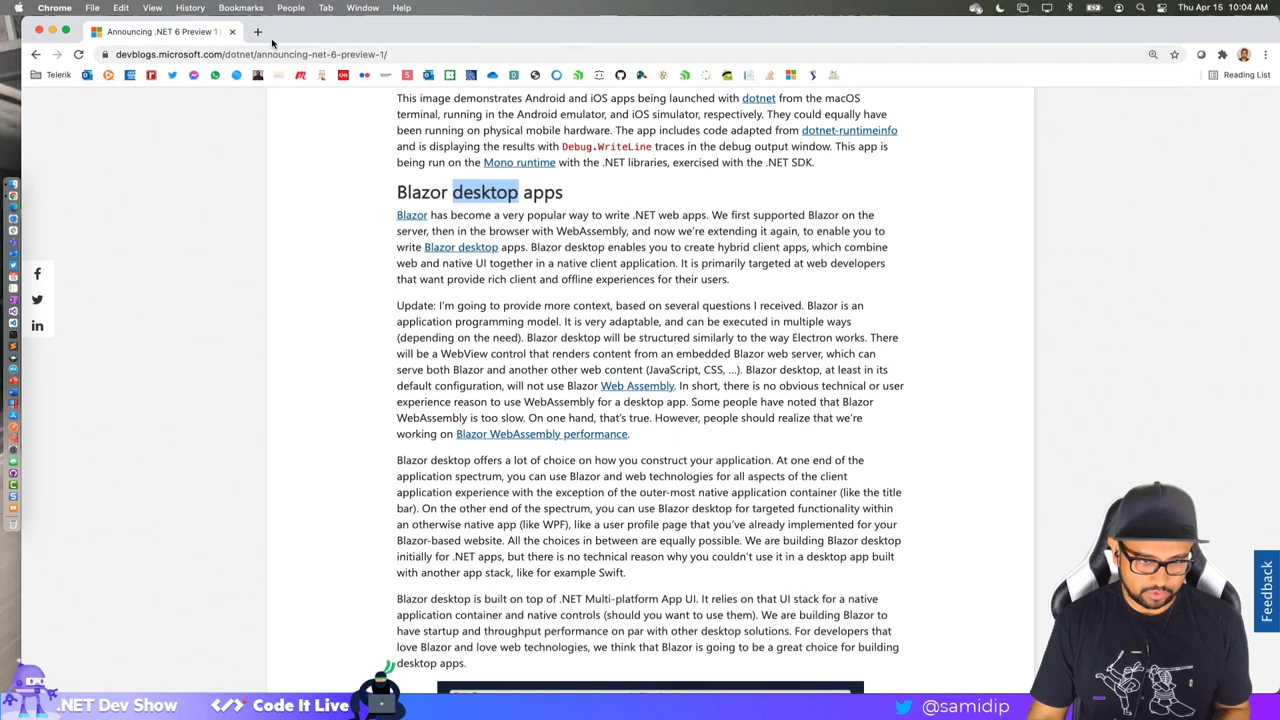 Chrome File Edit View History Bookmarks People Tab Window Help Thu Apr 15 10:04 AM
Announcing .NET 6 Preview 1
devblogs.microsoft.com/dotnet/announcing-net-6-preview-1/
Telerik Reading List
This image demonstrates Android and iOS apps being launched with dotnet from the macOS
terminal, running in the Android emulator, and iOS simulator, respectively. They could equally have
been running on physical mobile hardware. The app includes code adapted from dotnet-runtimeinfo
and is displaying the results with Debug.WriteLine traces in the debug output window. This app is
being run on the Mono runtime with the .NET libraries, exercised with the .NET SDK.
Blazor desktop apps
Blazor has become a very popular way to write .NET web apps. We first supported Blazor on the
server, then in the browser with WebAssembly, and now we're extending it again, to enable you to
write Blazor desktop apps. Blazor desktop enables you to create hybrid client apps, which combine
web and native UI together in a native client application. It is primarily targeted at web developers
that want provide rich client and offline experiences for their users.
Update: I'm going to provide more context, based on several questions I received. Blazor is an
application programming model. It is very adaptable, and can be executed in multiple ways
(depending on the need). Blazor desktop will be structured similarly to the way Electron works. There
will be a WebView control that renders content from an embedded Blazor web server, which can
serve both Blazor and another other web content (JavaScript, CSS, ...). Blazor desktop, at least in its
default configuration, will not use Blazor Web Assembly. In short, there is no obvious technical or user
experience reason to use WebAssembly for a desktop app. Some people have noted that Blazor
WebAssembly is too slow. On one hand, that's true. However, people should realize that we're
working on Blazor WebAssembly performance.
Blazor desktop offers a lot of choice on how you construct your application. At one end of the
application spectrum, you can use Blazor and web technologies for all aspects of the client
application experience with the exception of the outer-most native application container (like the title
bar). On the other end of the spectrum, you can use Blazor desktop for targeted functionality within
an otherwise native app (like WPF), like a user profile page that you've already implemented for your
Blazor-based website. All the choices in between are equally possible. We are building Blazor desktop
initially for .NET apps, but there is no technical reason why you couldn't use it in a desktop app built
with another app stack, like for example Swift.
Blazor desktop is built on top of .NET Multi-platform App UI. It relies on that UI stack for a native
application container and native controls (should you want to use them). We are building Blazor to
have startup and throughput performance on par with other desktop solutions. For developers that
love Blazor and love web technologies, we think that Blazor is going to be a great choice for building
desktop apps.
Feedback
.NET Dev Show </> Code It Live @samidip